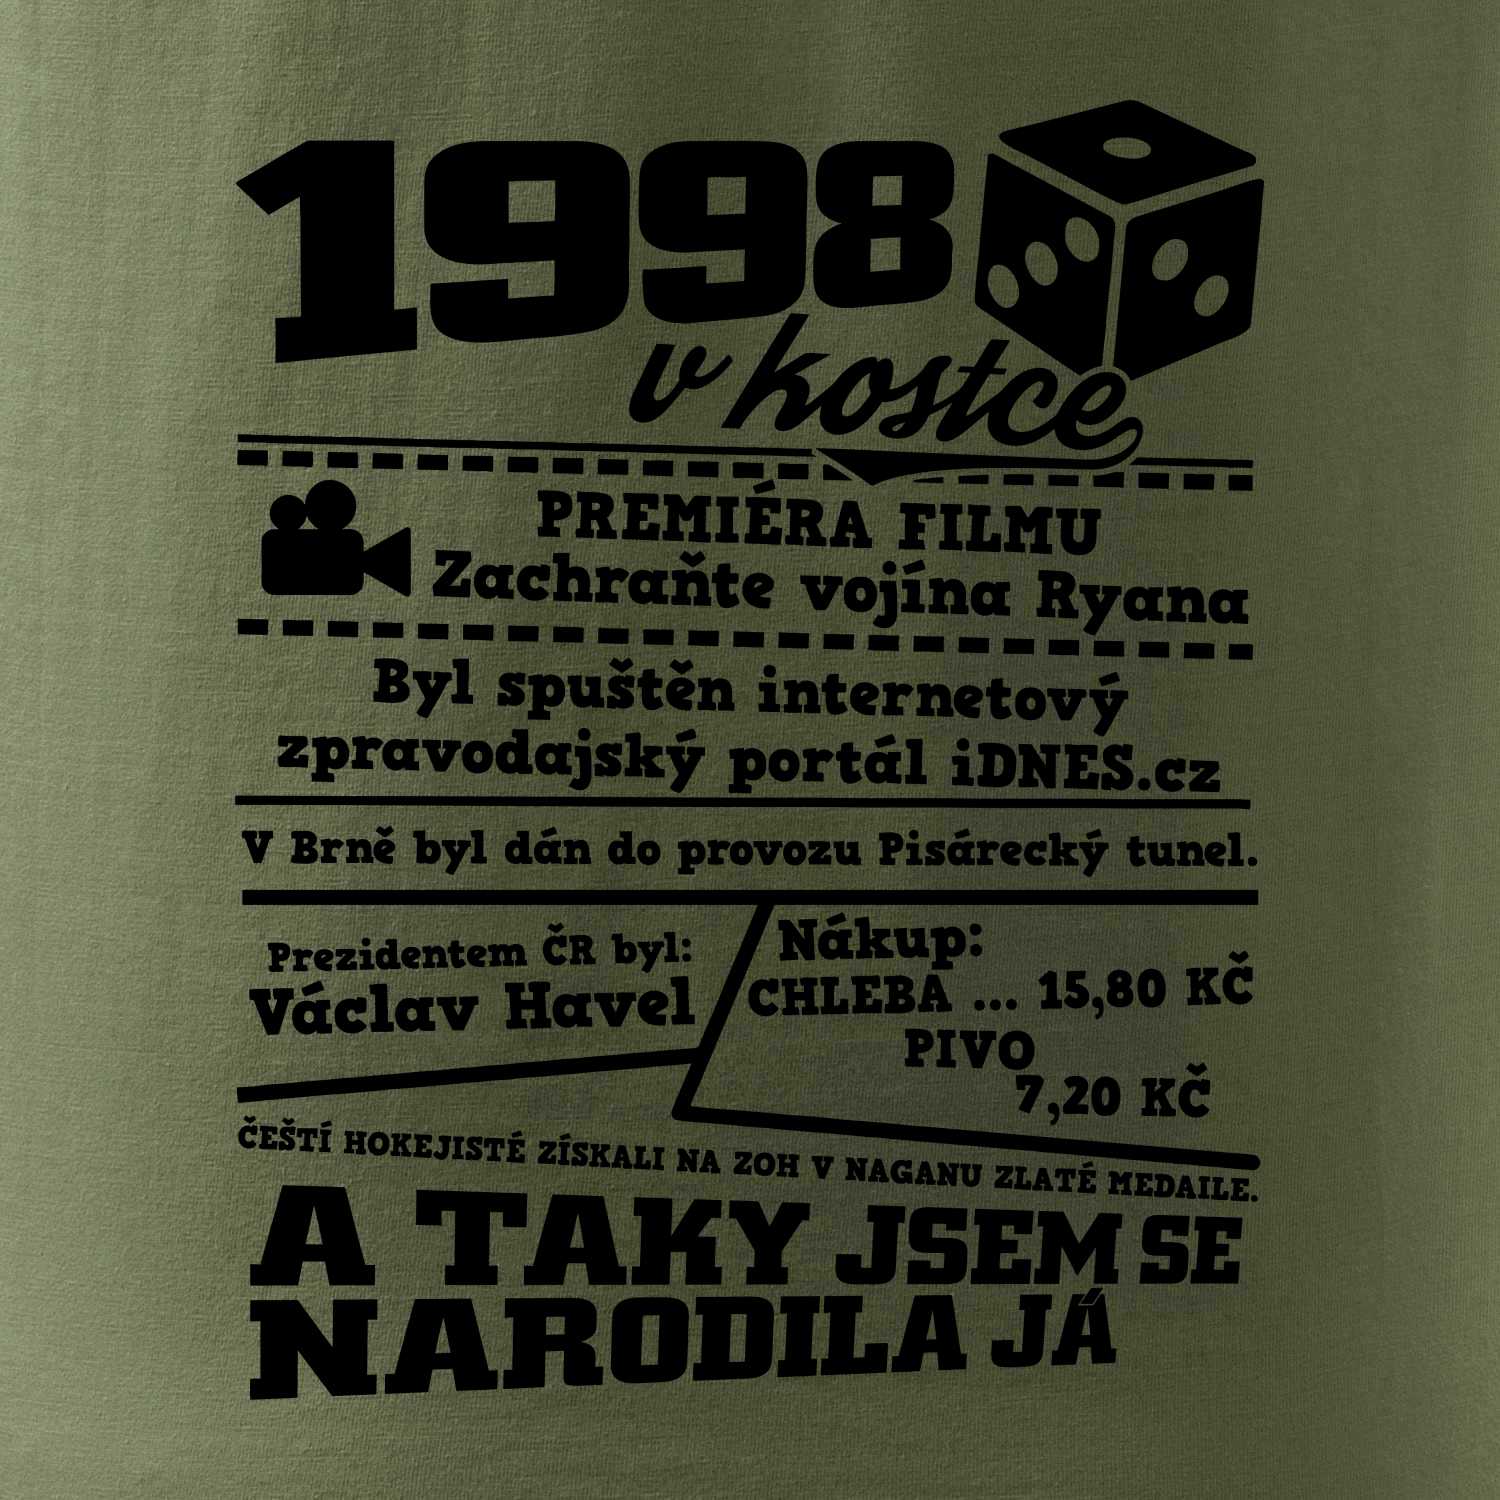 1998
v kostce
PREMIÉRA FILMU
Zachraňte vojína Ryana
Byl spuštěn internetový
zpravodajský portál iDNES.cz
V Brně byl dán do provozu Pisárecký tunel.
Prezidentem ČR byl:
Václav Havel
Nákup:
CHLEBA ... 15,80 KČ
PIVO
7,20 KČ
ČEŠTÍ HOKEJISTÉ ZÍSKALI NA ZOH V NAGANU ZLATÉ MEDAILE.
A TAKY JSEM SE
NARODILA JÁ